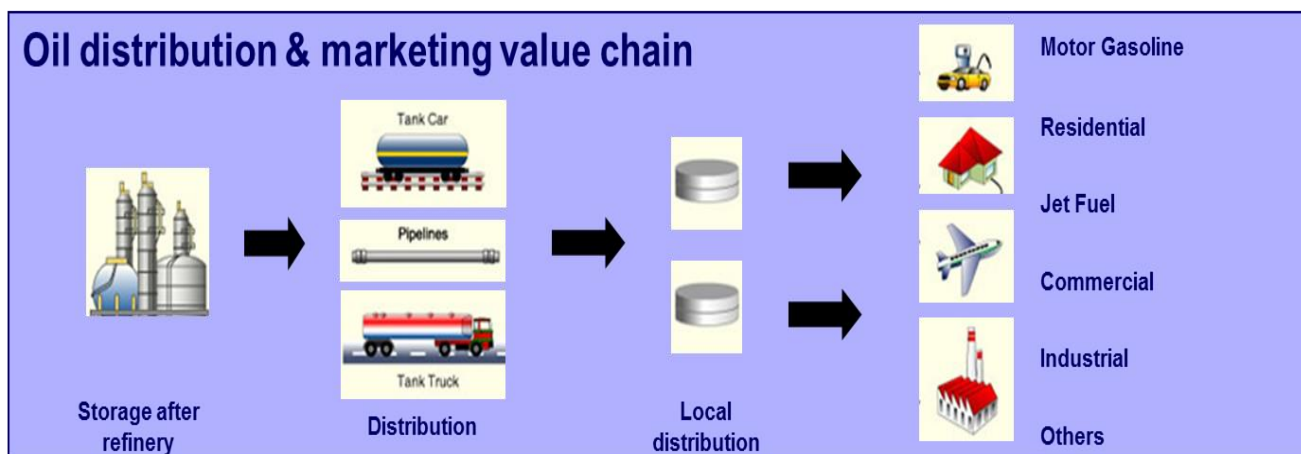 Oil distribution & marketing value chain
Tank Car
Pipelines
Tank Truck
Storage after
refinery
Distribution
Local
distribution
Motor Gasoline
Residential
Jet Fuel
Commercial
Industrial
Others